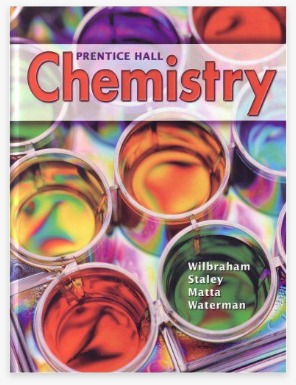 PRENTICE HALL
Chemistry
Wilbraham
Staley
Matta
Waterman